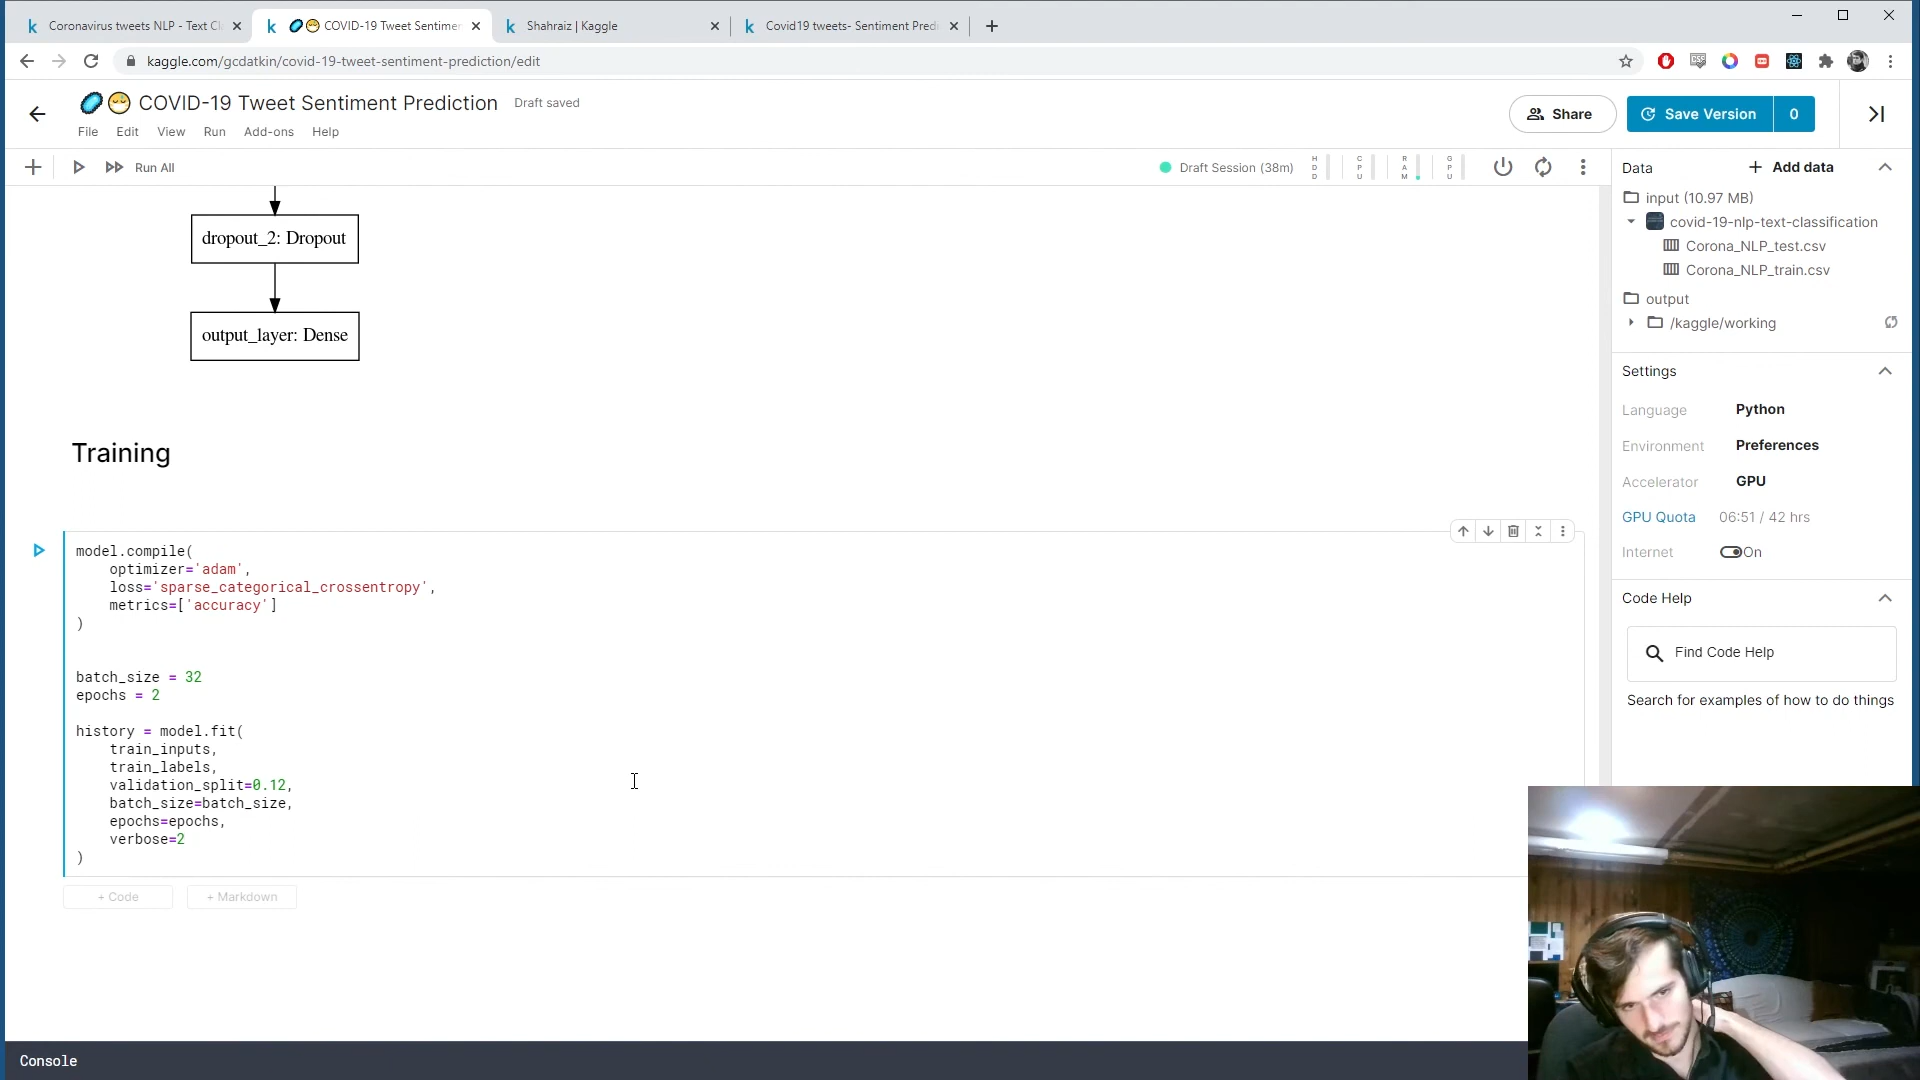 Coronavirus tweets NLP - Text Cl
COVID-19 Tweet Sentimen
Shahraiz | Kaggle
Covid19 tweets- Sentiment Pred
kaggle.com/gcdatkin/covid-19-tweet-sentiment-prediction/edit
COVID-19 Tweet Sentiment Prediction
Draft saved
Share
Save Version
0
File
Edit
View
Run
Add-ons
Help
Run All
Draft Session (38m)
HDD
CPU
RAM
GPU
dropout_2: Dropout
output_layer: Dense
Training
model.compile(
optimizer='adam',
loss='sparse_categorical_crossentropy',
metrics=['accuracy']
)
batch_size = 32
epochs = 2
history = model.fit(
train_inputs,
train_labels,
validation_split=0.12,
batch_size=batch_size,
epochs=epochs,
verbose=2
)
+ Code
+ Markdown
Console
Data
+ Add data
input (10.97 MB)
covid-19-nlp-text-classification
Corona_NLP_test.csv
Corona_NLP_train.csv
output
/kaggle/working
Settings
Language Python
Environment Preferences
Accelerator GPU
GPU Quota 06:51 / 42 hrs
Internet On
Code Help
Find Code Help
Search for examples of how to do things